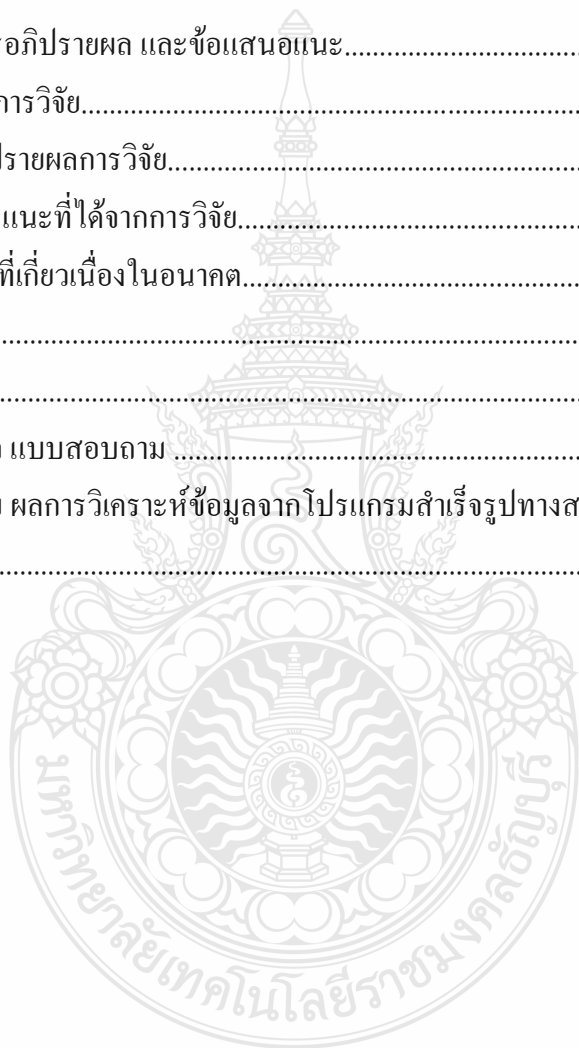 รอภิปรายผล และข้อเเสนอแนะ................................................
การวิจัย................................................................................
ปรายผลการวิจัย................................................................
แนะที่ได้จากการวิจัย......................................................
ที่เกี่ยวเนื่องในอนาคต.....................................................
..........................................................................................
..........................................................................................
แบบสอบถาม ................................................................
ผลการวิเคราะห์ข้อมูลจากโปรแกรมสำเร็จรูปทางส
..........................................................................................
มหาวิทยาลัยเทคโนโลยีราชมงคลธัญบุรี